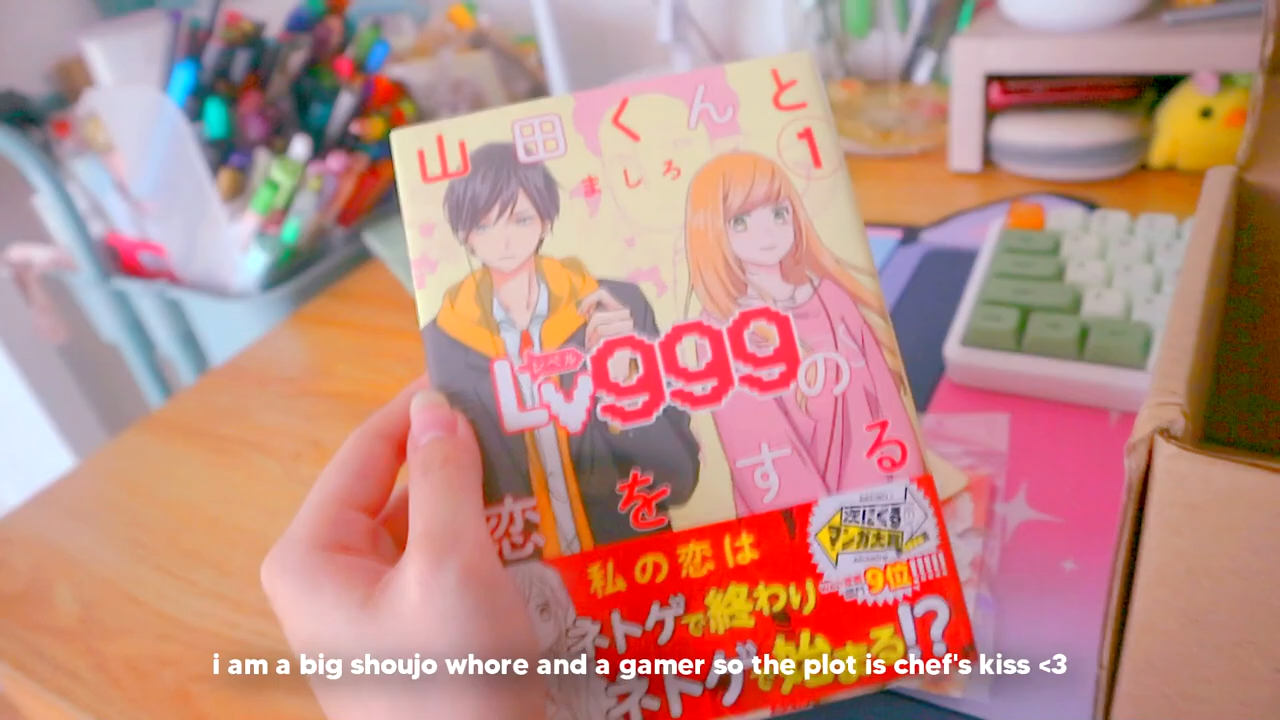 山田くんと
1
ましろ
レベル
Lv999の
恋をする
私の恋は
ネトゲで終わり
ネトゲで始まる!?
次にくる
マンガ大賞
9位!!!!!
i am a big shoujo whore and a gamer so the plot is chef's kiss <3